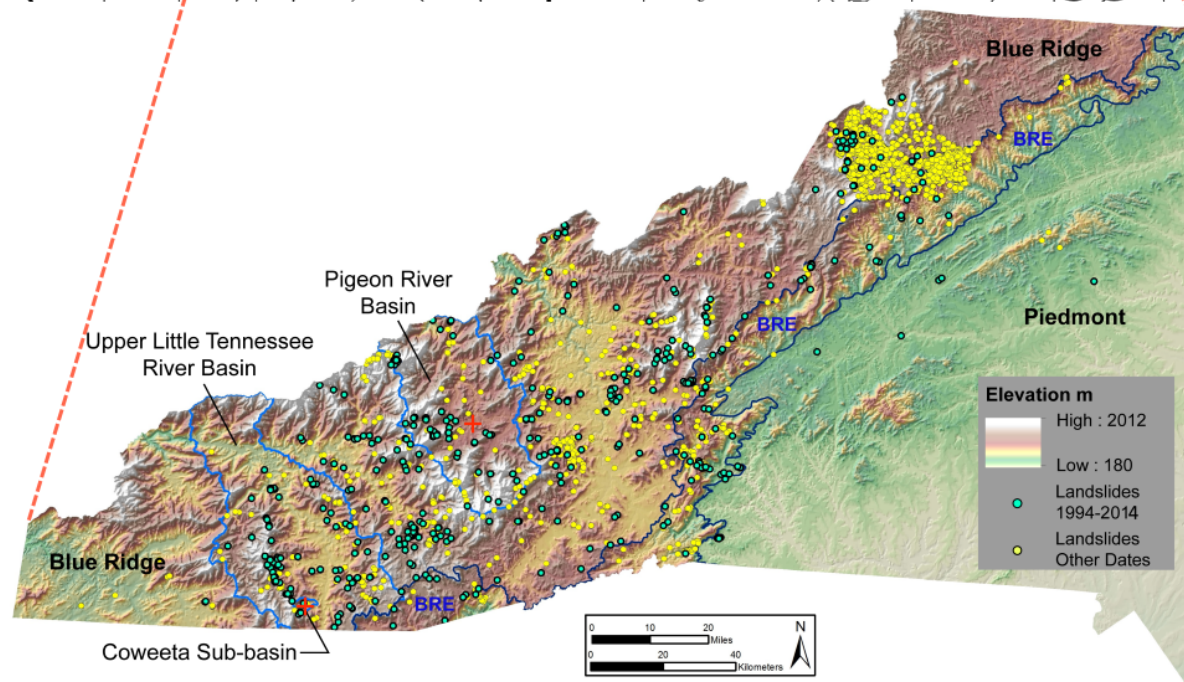 Blue Ridge
BRE
Pigeon River
Basin
Upper Little Tennessee
River Basin
BRE
Piedmont
Elevation m
High : 2012
Low : 180
Landslides
1994-2014
Landslides
Other Dates
Blue Ridge
BRE
Coweeta Sub-basin
0 10 20
Miles
0 20 40
Kilometers
N